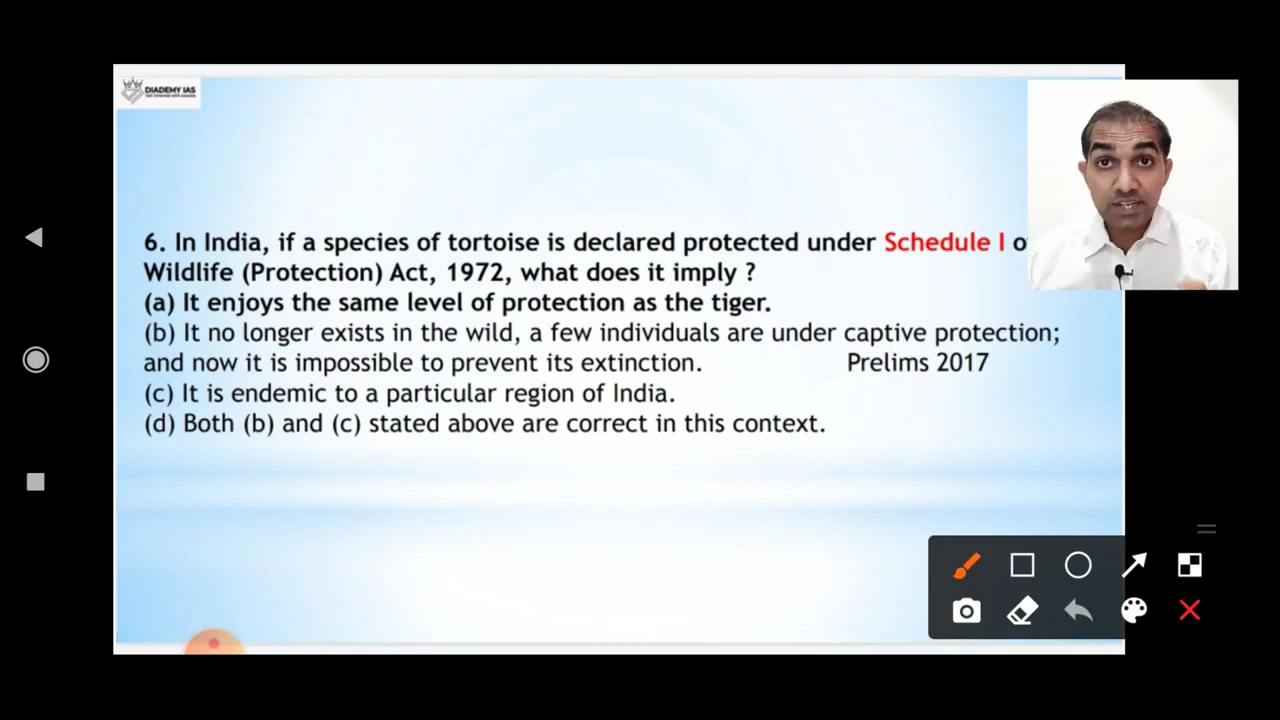 DIADEMY IAS
6. In India, if a species of tortoise is declared protected under Schedule I o
Wildlife (Protection) Act, 1972, what does it imply ?
(a) It enjoys the same level of protection as the tiger.
(b) It no longer exists in the wild, a few individuals are under captive protection;
and now it is impossible to prevent its extinction. Prelims 2017
(c) It is endemic to a particular region of India.
(d) Both (b) and (c) stated above are correct in this context.